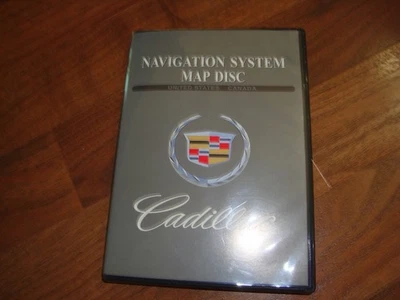 NAVIGATION SYSTEM
MAP DISC
UNITED STATES CANADA
Cadillac